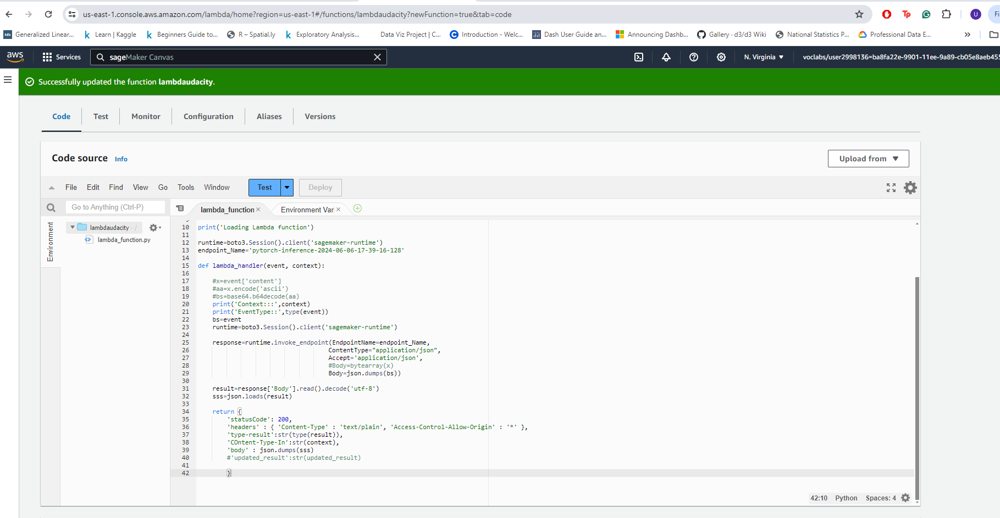 us-east-1.console.aws.amazon.com/lambda/home?region=us-east-1#/functions/lambdaudacity?newFunction=true&tab=code
Tp
U
tds Generalized Linear... Learn | Kaggle Beginners Guide to... R – Spatial.ly Exploratory Analysis... Data Viz Project | C... Introduction - Welc... Dash User Guide an... Announcing Dashb... Gallery · d3/d3 Wiki National Statistics P... Professional Data E... »
aws Services sageMaker Canvas N. Virginia voclabs/user2998136=ba8fa22e-9901-11ee-9a89-cb05e8aeb455
Successfully updated the function lambdaudacity.
Code Test Monitor Configuration Aliases Versions
Code source Info Upload from
File Edit Find View Go Tools Window Test Deploy
Go to Anything (Ctrl-P) lambda_function Environment Var
Environment
lambdaudacity - /
lambda_function.py
10 print('Loading Lambda function')
11
12 runtime=boto3.Session().client('sagemaker-runtime')
13 endpoint_Name='pytorch-inference-2024-06-06-17-39-16-128'
14
15 def lambda_handler(event, context):
16
17 #x=event['content']
18 #aa=x.encode('ascii')
19 #bs=base64.b64decode(aa)
20 print('Context:::',context)
21 print('EventType::',type(event))
22 bs=event
23 runtime=boto3.Session().client('sagemaker-runtime')
24
25 response=runtime.invoke_endpoint(EndpointName=endpoint_Name,
26 ContentType="application/json",
27 Accept='application/json',
28 #Body=bytearray(x)
29 Body=json.dumps(bs))
30
31 result=response['Body'].read().decode('utf-8')
32 sss=json.loads(result)
33
34 return {
35 'statusCode': 200,
36 'headers' : { 'Content-Type' : 'text/plain', 'Access-Control-Allow-Origin' : '*' },
37 'type-result':str(type(result)),
38 'COntent-Type-In':str(context),
39 'body' : json.dumps(sss)
40 #'updated_result':str(updated_result)
41
42 }
42:10 Python Spaces: 4